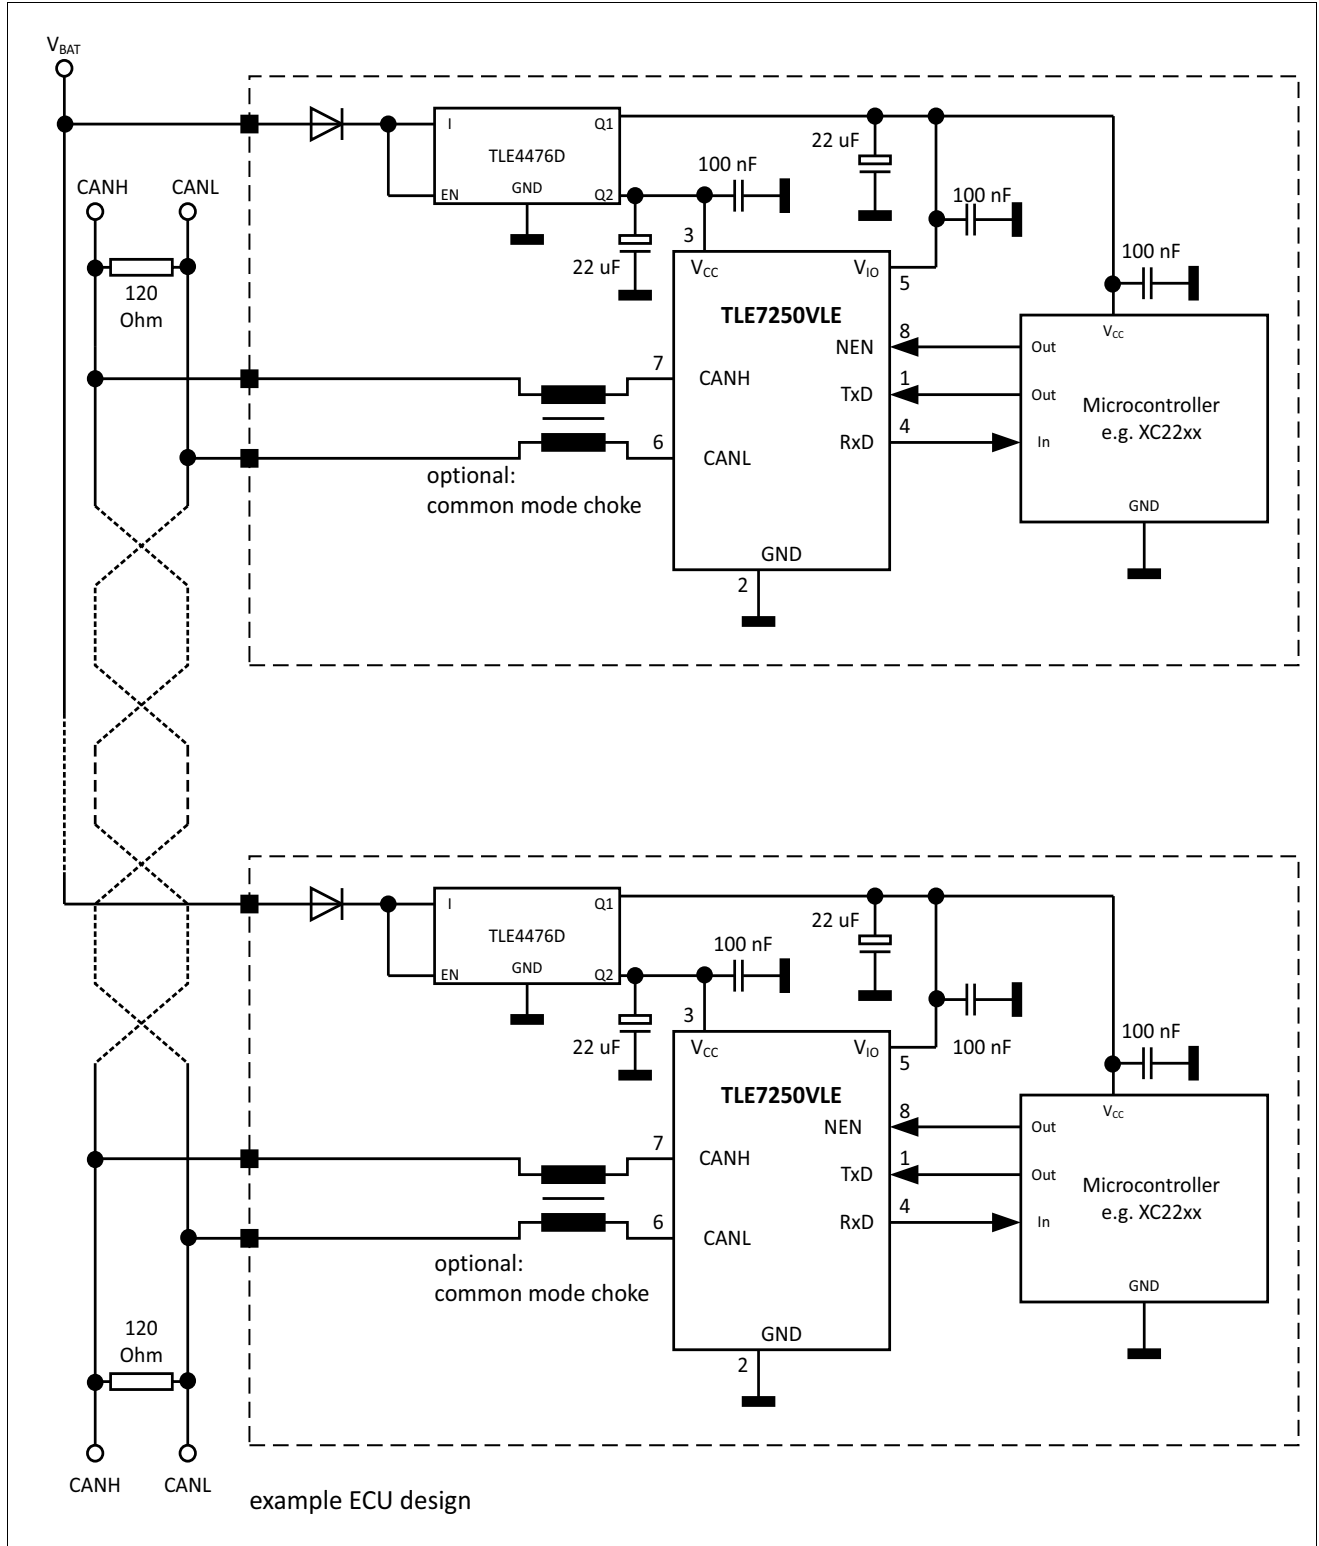 V_BAT
CANH
CANL
120
Ohm
I
Q1
TLE4476D
EN
GND
Q2
22 uF
100 nF
22 uF
100 nF
100 nF
3
V_CC
V_IO
5
TLE7250VLE
NEN
8
7
CANH
TxD
1
RxD
4
6
CANL
GND
2
optional:
common mode choke
V_CC
Out
Out
Microcontroller
e.g. XC22xx
In
GND
I
Q1
TLE4476D
EN
GND
Q2
22 uF
100 nF
22 uF
100 nF
100 nF
3
V_CC
V_IO
5
TLE7250VLE
NEN
8
7
CANH
TxD
1
RxD
4
6
CANL
GND
2
optional:
common mode choke
V_CC
Out
Out
Microcontroller
e.g. XC22xx
In
GND
120
Ohm
CANH
CANL
example ECU design